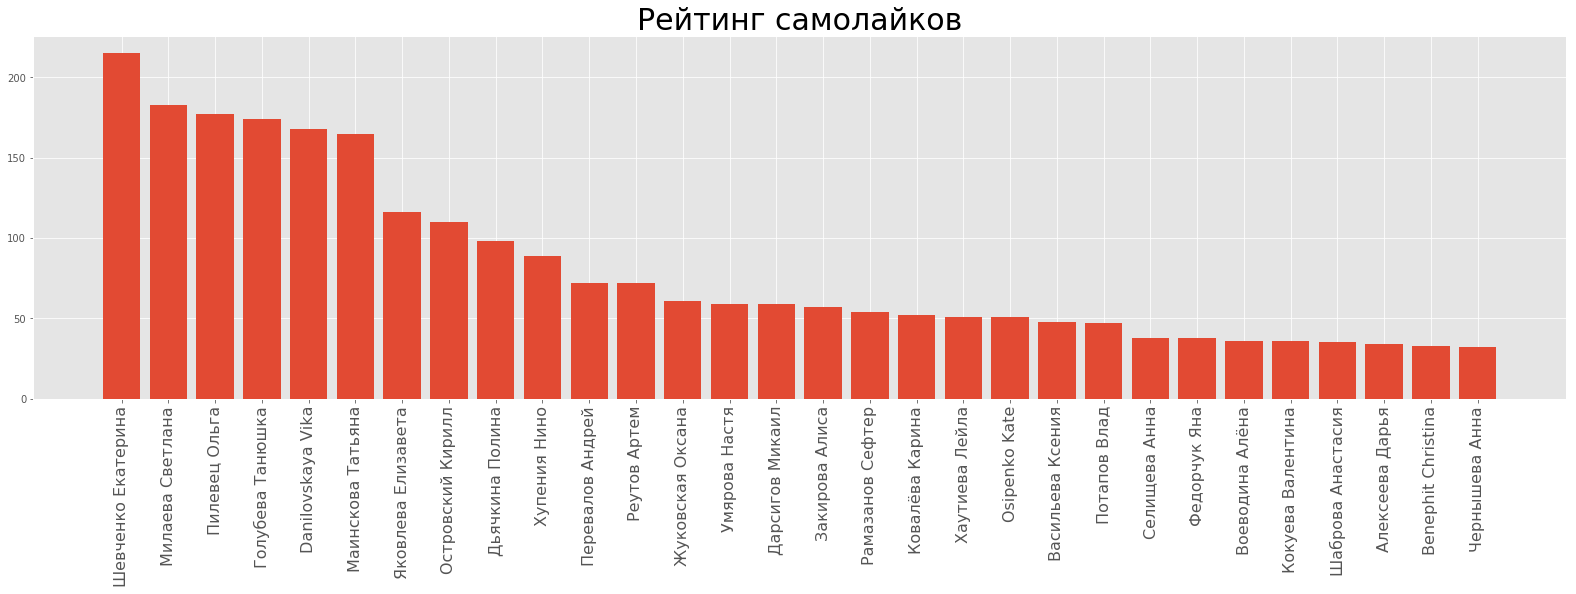 Рейтинг самолайков
200
150
100
50
0
Шевченко Екатерина
Милаева Светлана
Пилевец Ольга
Голубева Танюшка
Danilovskaya Vika
Маинскова Татьяна
Яковлева Елизавета
Островский Кирилл
Дьячкина Полина
Хупения Нино
Перевалов Андрей
Реутов Артем
Жуковская Оксана
Умярова Настя
Дарсигов Микаил
Закирова Алиса
Рамазанов Сефтер
Ковалёва Карина
Хаутиева Лейла
Osipenko Kate
Васильева Ксения
Потапов Влад
Селищева Анна
Федорчук Яна
Воеводина Алёна
Кокуева Валентина
Шаброва Анастасия
Алексеева Дарья
Benephit Christina
Чернышева Анна